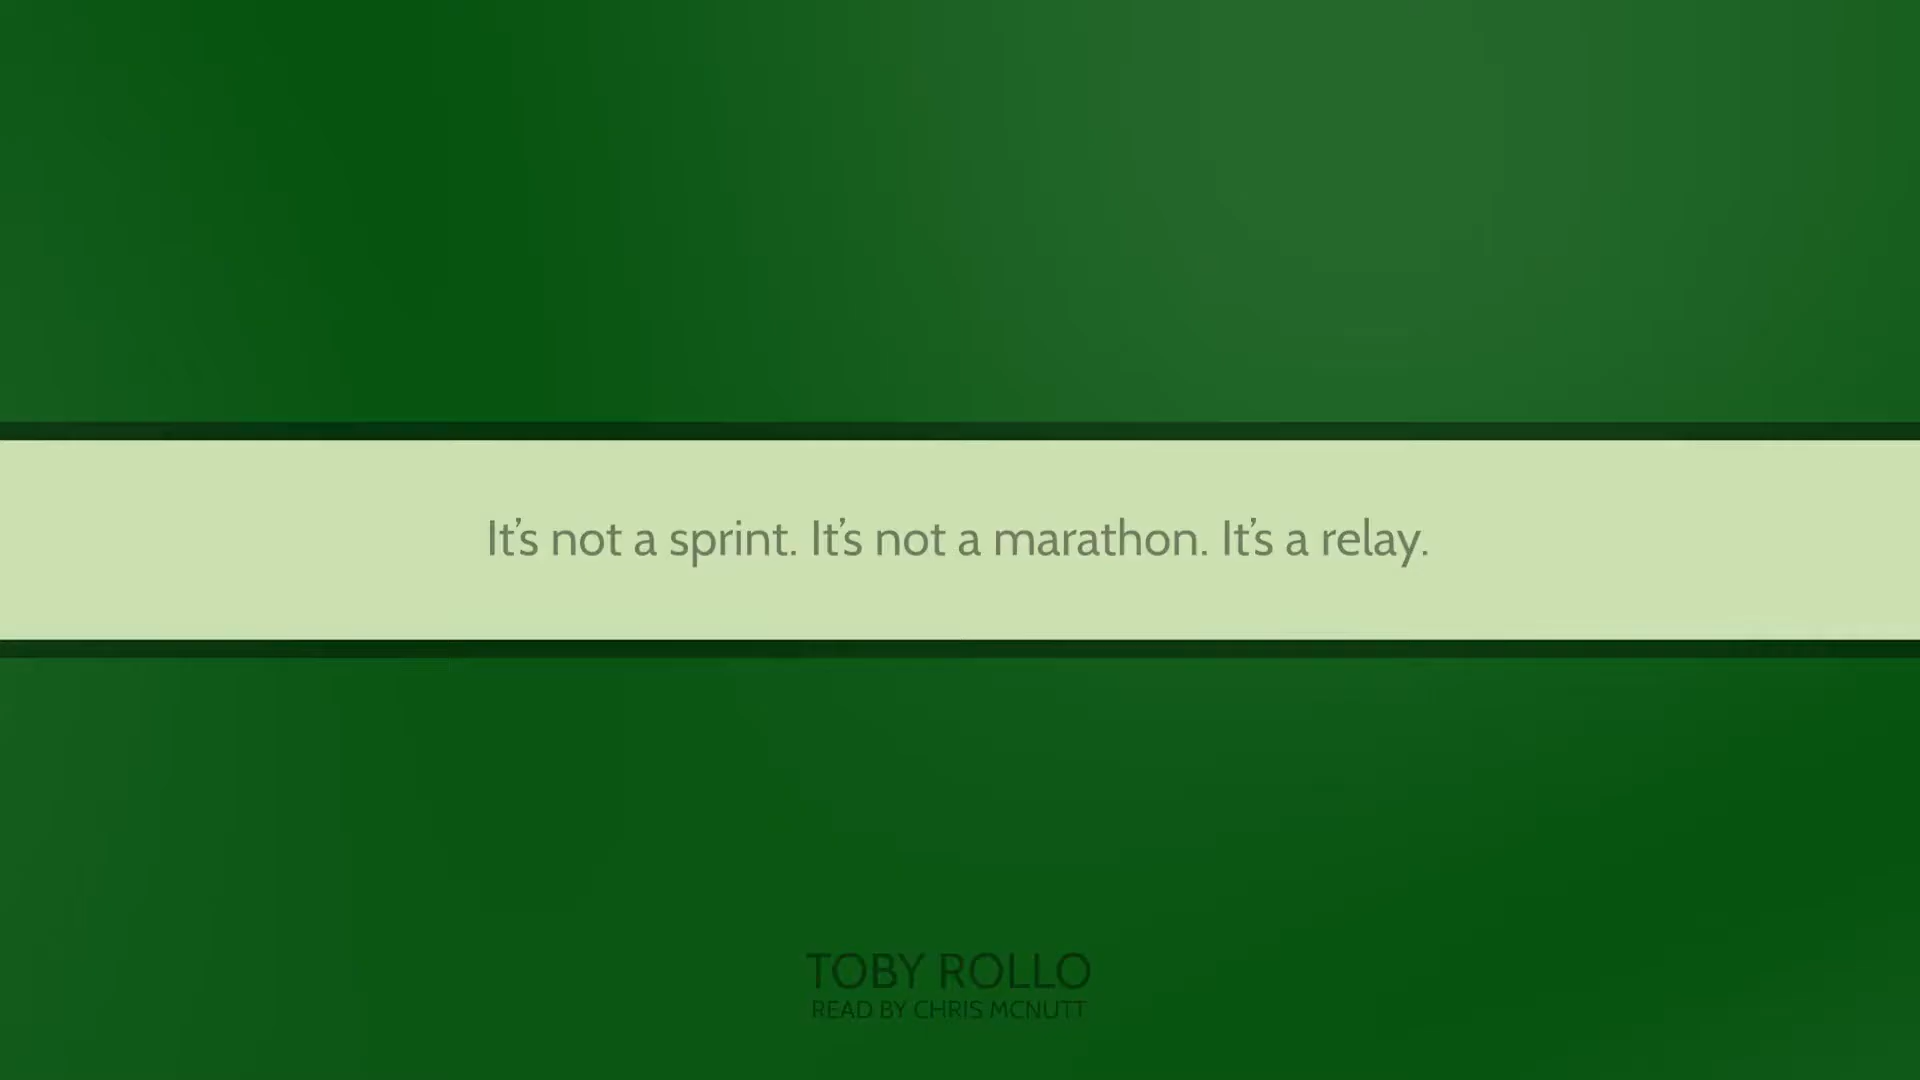 It’s not a sprint. It’s not a marathon. It’s a relay.
TOBY ROLLO
READ BY CHRIS MCNUTT